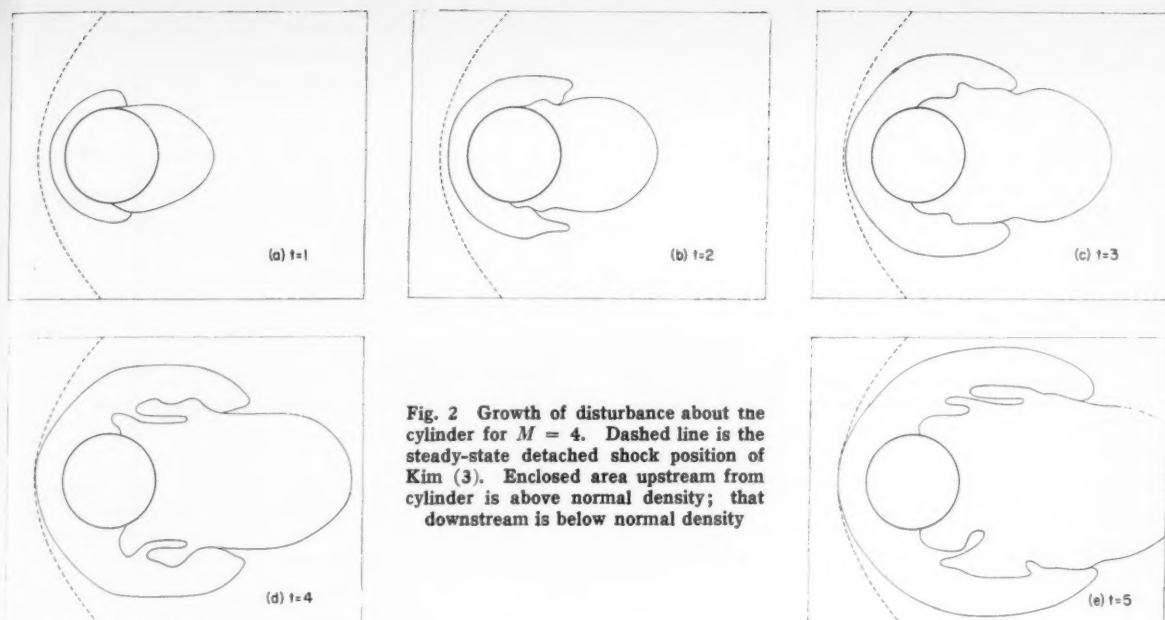 (a) t=1
(b) t=2
(c) t=3
Fig. 2 Growth of disturbance about tne
cylinder for M = 4. Dashed line is the
steady-state detached shock position of
Kim (3). Enclosed area upstream from
cylinder is above normal density; that
downstream is below normal density
(d) t=4
(e) t=5